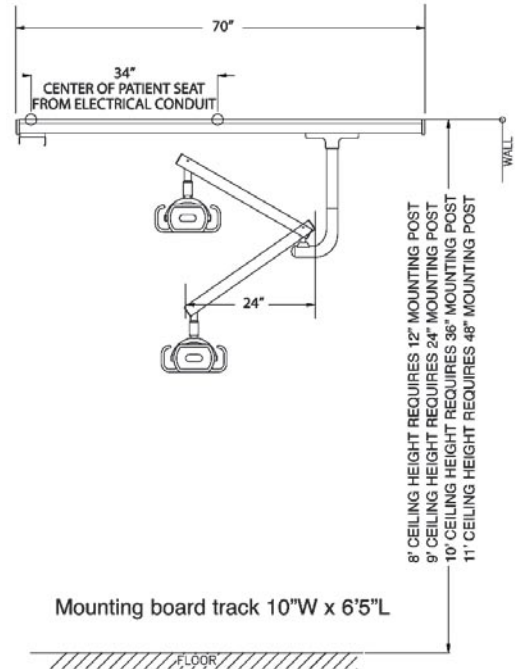 70"
34"
CENTER OF PATIENT SEAT
FROM ELECTRICAL CONDUIT
WALL
24"
8' CEILING HEIGHT REQUIRES 12" MOUNTING POST
9' CEILING HEIGHT REQUIRES 24" MOUNTING POST
10' CEILING HEIGHT REQUIRES 36" MOUNTING POST
11' CEILING HEIGHT REQUIRES 48" MOUNTING POST
Mounting board track 10"W x 6'5"L
FLOOR